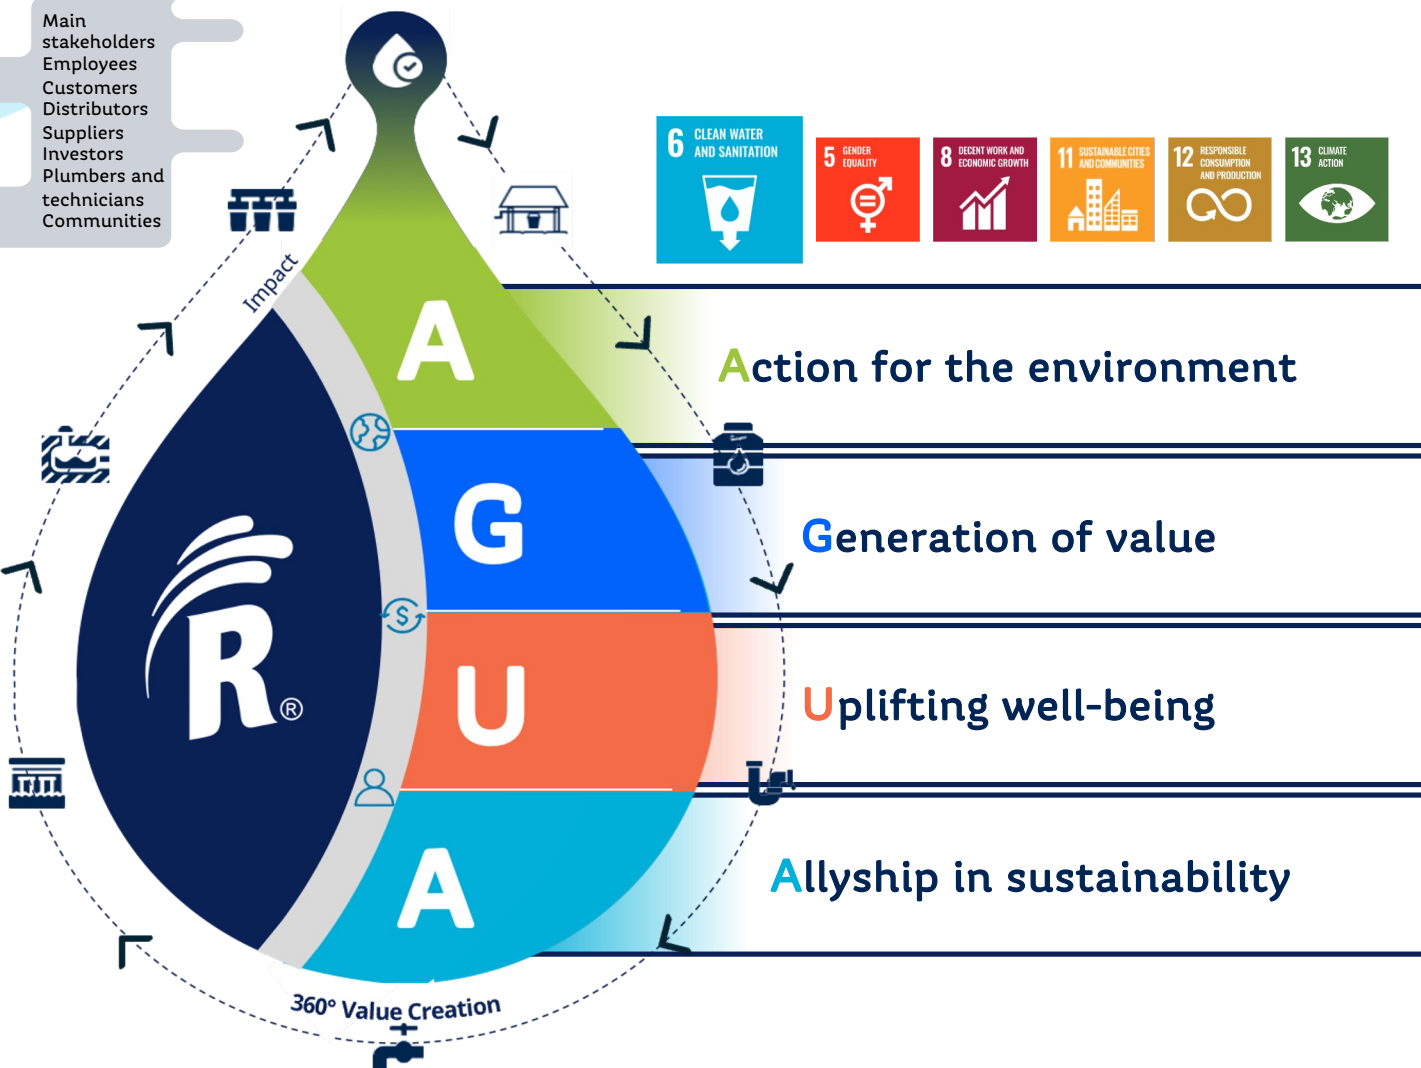 Main
stakeholders
Employees
Customers
Distributors
Suppliers
Investors
Plumbers and
technicians
Communities
6 CLEAN WATER
AND SANITATION
5 GENDER
EQUALITY
8 DECENT WORK AND
ECONOMIC GROWTH
11 SUSTAINABLE CITIES
AND COMMUNITIES
12 RESPONSIBLE
CONSUMPTION
AND PRODUCTION
13 CLIMATE
ACTION
Impact
A
Action for the environment
G
Generation of value
R®
U
Uplifting well-being
A
Allyship in sustainability
360° Value Creation